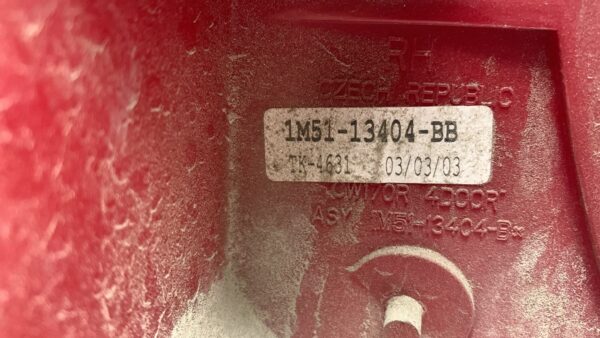 RH
CZECH REPUBLIC
1M51-13404-BB
TK-4631 03/03/03
4DOOR
ASY 1M51-13404-B*